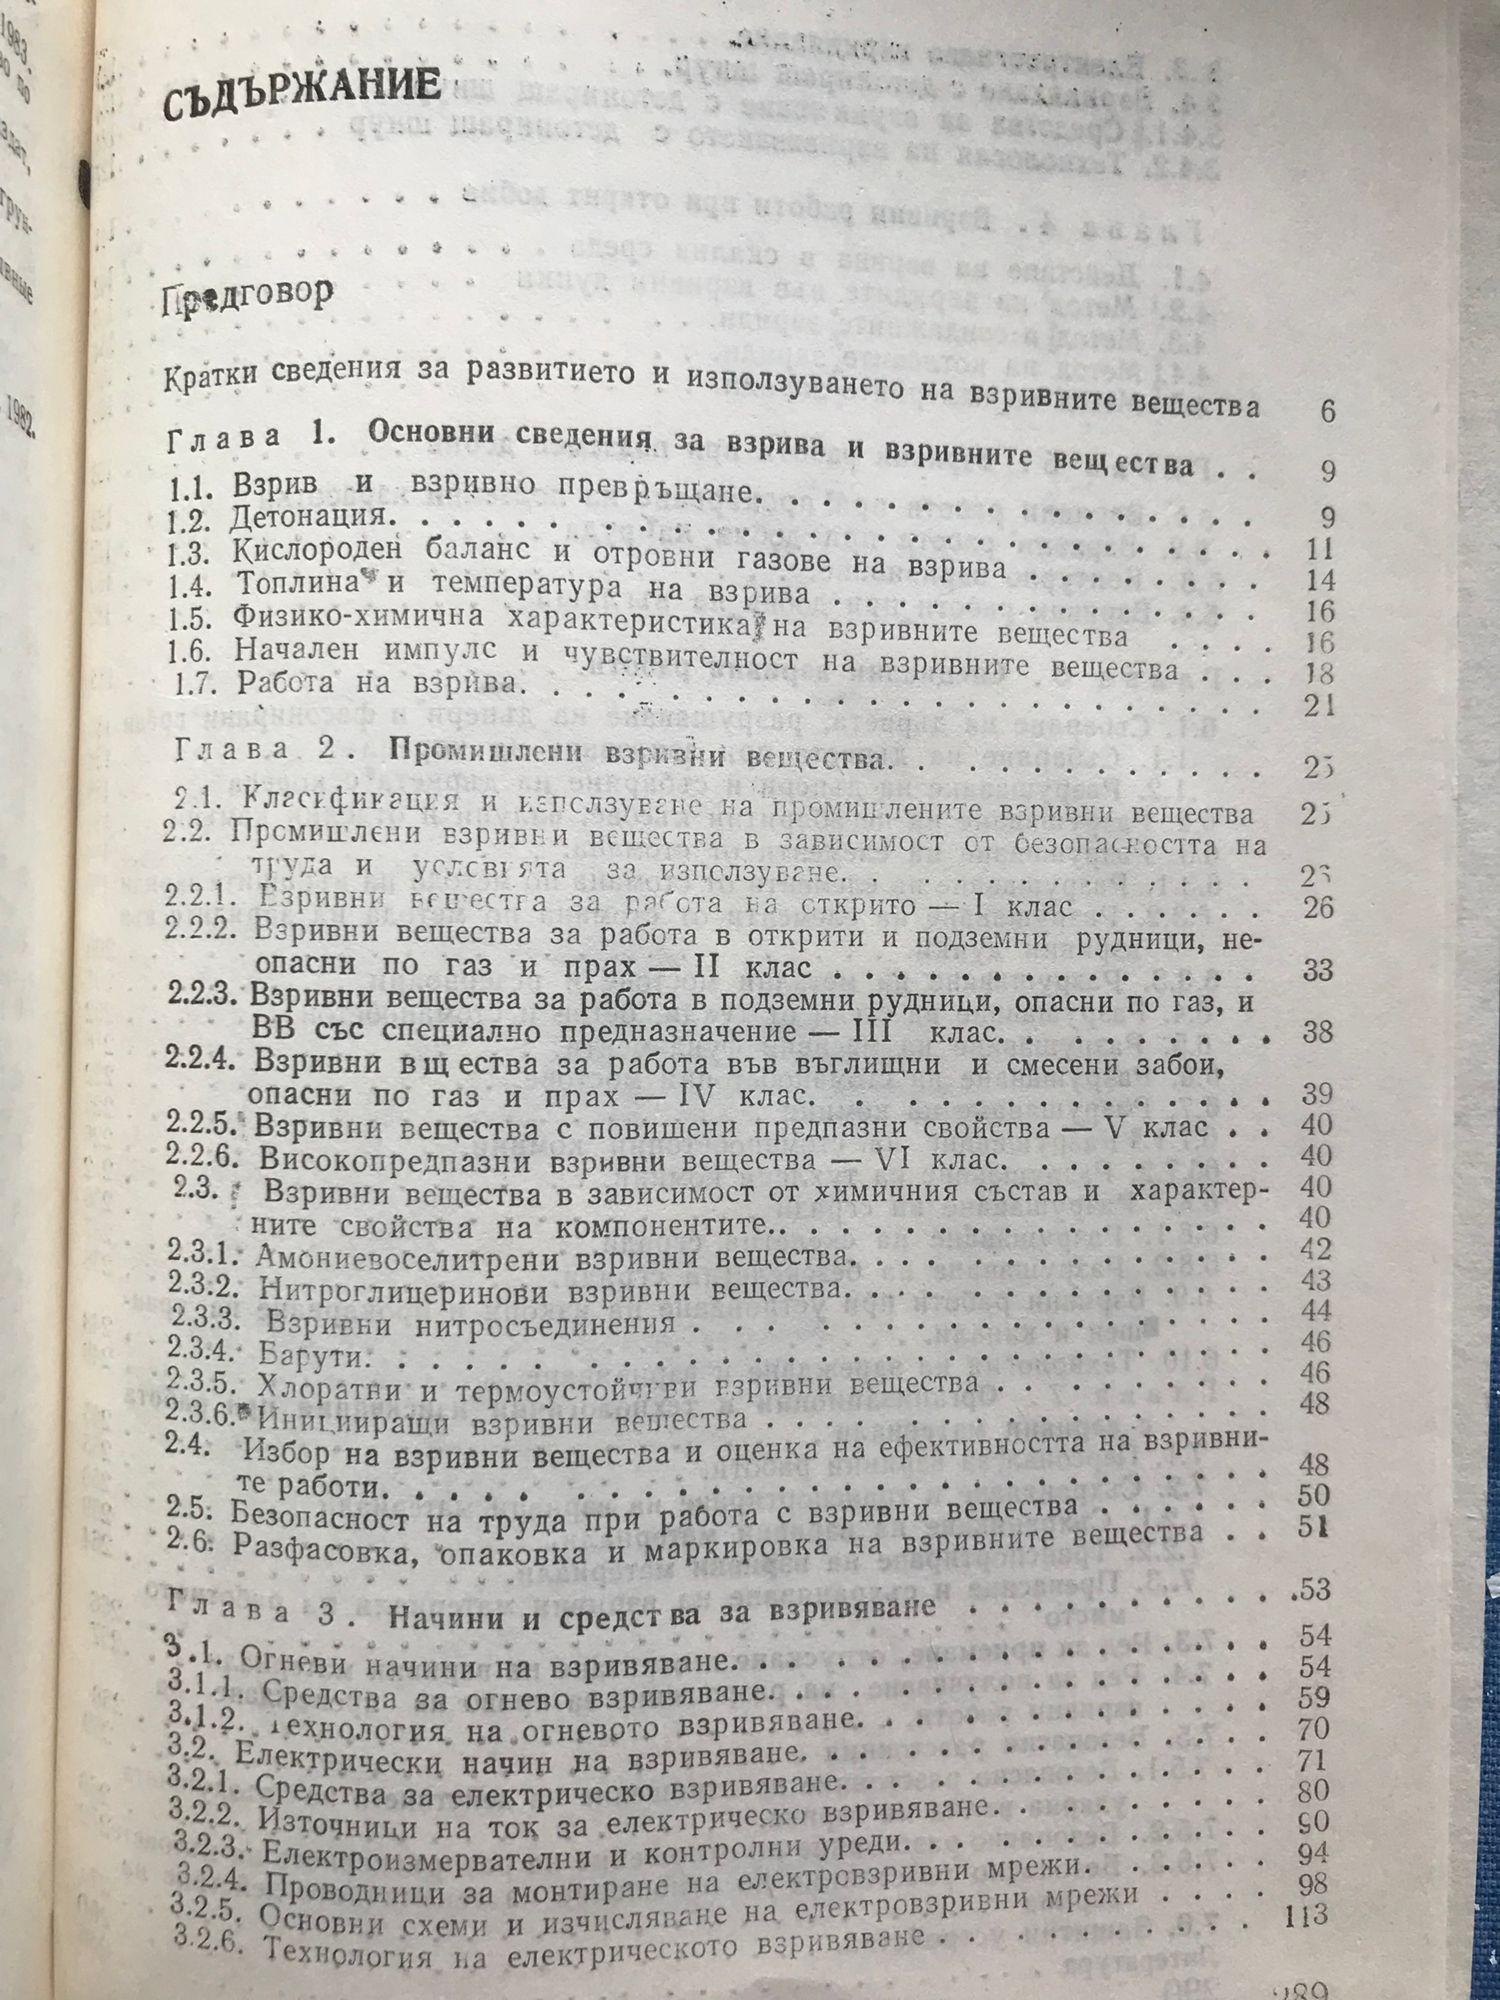 1983.
1982.
СЪДЪРЖАНИЕ
Предговор
Кратки сведения за развитието и използуването на взривните вещества 6
Глава 1. Основни сведения за взрива и взривните вещества . . 9
1.1. Взрив и взривно превръщане. . . . . . . . . . . . . . . 9
1.2. Детонация. . . . . . . . . . . . . . . . . . . . . . . 11
1.3. Кислороден баланс и отровни газове на взрива . . . . . . . 14
1.4. Топлина и температура на взрива . . . . . . . . . . . . . 16
1.5. Физико-химична характеристика на взривните вещества . . . . 16
1.6. Начален импулс и чувствителност на взривните вещества . . . 18
1.7. Работа на взрива. . . . . . . . . . . . . . . . . . . . 21
Глава 2. Промишлени взривни вещества. . . . . . . . . . . . 25
2.1. Класификация и използуване на промишлените взривни вещества 25
2.2. Промишлени взривни вещества в зависимост от безопасността на
труда и условията за използуване. . . . . . . . . . . . .
2.2.1. Взривни вещества за работа на открито — I клас . . . . . . 26
2.2.2. Взривни вещества за работа в открити и подземни рудници, не-
опасни по газ и прах — II клас . . . . . . . . . . . . . . 33
2.2.3. Взривни вещества за работа в подземни рудници, опасни по газ, и
ВВ със специално предназначение — III клас. . . . . . . . . 38
2.2.4. Взривни вщества за работа във въглищни и смесени забои,
опасни по газ и прах — IV клас. . . . . . . . . . . . . . 39
2.2.5. Взривни вещества с повишени предпазни свойства — V клас . . 40
2.2.6. Високопредпазни взривни вещества — VI клас. . . . . . . . 40
2.3. Взривни вещества в зависимост от химичния състав и характер- 40
ните свойства на компонентите.. . . . . . . . . . . . . . 40
2.3.1. Амониевоселитрени взривни вещества. . . . . . . . . . . . 42
2.3.2. Нитроглицеринови взривни вещества. . . . . . . . . . . . 43
2.3.3. Взривни нитросъединения . . . . . . . . . . . . . . . . 44
2.3.4. Барути. . . . . . . . . . . . . . . . . . . . . . . . 46
2.3.5. Хлоратни и термоустойчиви взривни вещества . . . . . . . . 46
2.3.6. Иницииращи взривни вещества . . . . . . . . . . . . . . 48
2.4. Избор на взривни вещества и оценка на ефективността на взривни-
те работи. . . . . . . . . . . . . . . . . . . . . . . 48
2.5. Безопасност на труда при работа с взривни вещества . . . . . . 50
2.6. Разфасовка, опаковка и маркировка на взривните вещества . . 51
Глава 3. Начини и средства за взривяване . . . . . . . . . . .53
3.1. Огневи начини на взривяване. . . . . . . . . . . . . . . 54
3.1.1. Средства за огнево взривяване. . . . . . . . . . . . . . 54
3.1.2. Технология на огневото взривяване. . . . . . . . . . . . 59
3.2. Електрически начин на взривяване. . . . . . . . . . . . . 70
3.2.1. Средства за електрическо взривяване. . . . . . . . . . . . 71
3.2.2. Източници на ток за електрическо взривяване. . . . . . . . 80
3.2.3. Електроизмервателни и контролни уреди. . . . . . . . . . . 90
3.2.4. Проводници за монтиране на електровзривни мрежи. . . . . . 94
3.2.5. Основни схеми и изчисляване на електровзривни мрежи . . . . 98
3.2.6. Технология на електрическото взривяване . . . . . . . . . 113
289